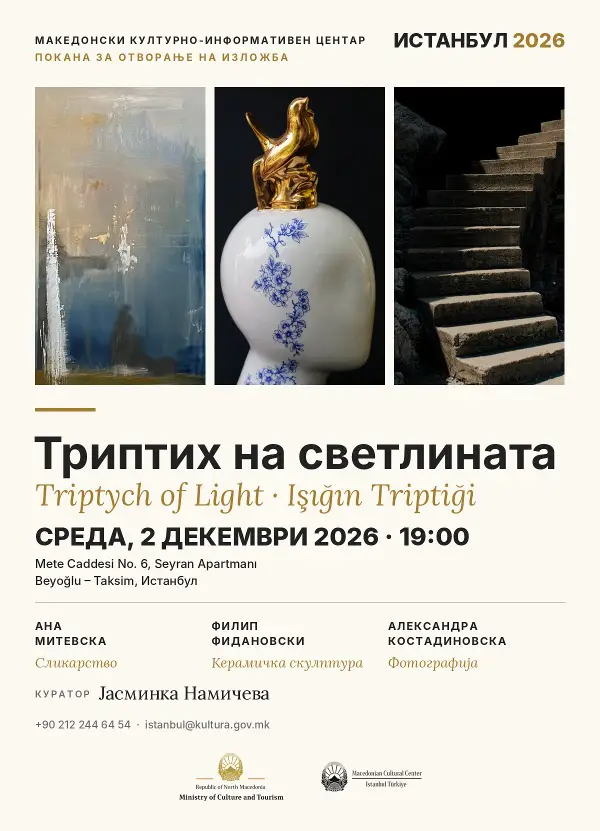 МАКЕДОНСКИ КУЛТУРНО-ИНФОРМАТИВЕН ЦЕНТАР
ПОКАНА ЗА ОТВОРАЊЕ НА ИЗЛОЖБА
ИСТАНБУЛ 2026
Триптих на светлината
Triptych of Light · Işığın Triptiği
СРЕДА, 2 ДЕКЕМВРИ 2026 · 19:00
Mete Caddesi No. 6, Seyran Apartmanı
Beyoğlu – Taksim, Истанбул
АНА
МИТЕВСКА
Сликарство
ФИЛИП
ФИДАНОВСКИ
Керамичка скулптура
АЛЕКСАНДРА
КОСТАДИНОВСКА
Фотографија
КУРАТОР Јасминка Намичева
+90 212 244 64 54 · istanbul@kultura.gov.mk
Republic of North Macedonia
Ministry of Culture and Tourism
Macedonian Cultural Center
Istanbul Türkiye